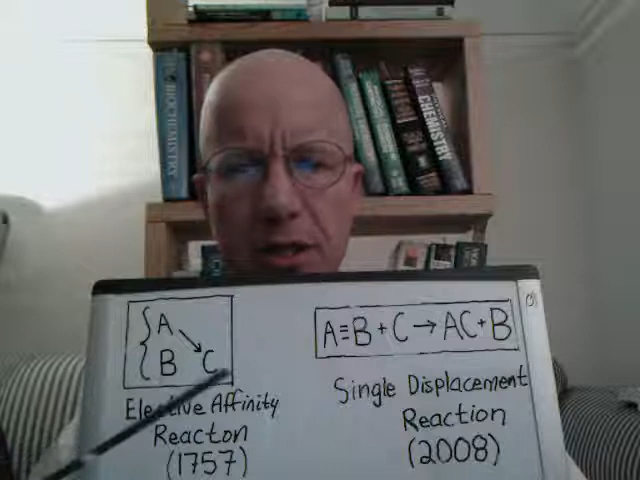 BIOCHEMISTRY
CHEMISTRY
{A
{B C
Elective Affinity
Reacton
(1757)
A≡B + C → AC + B
Single Displacement
Reaction
(2008)